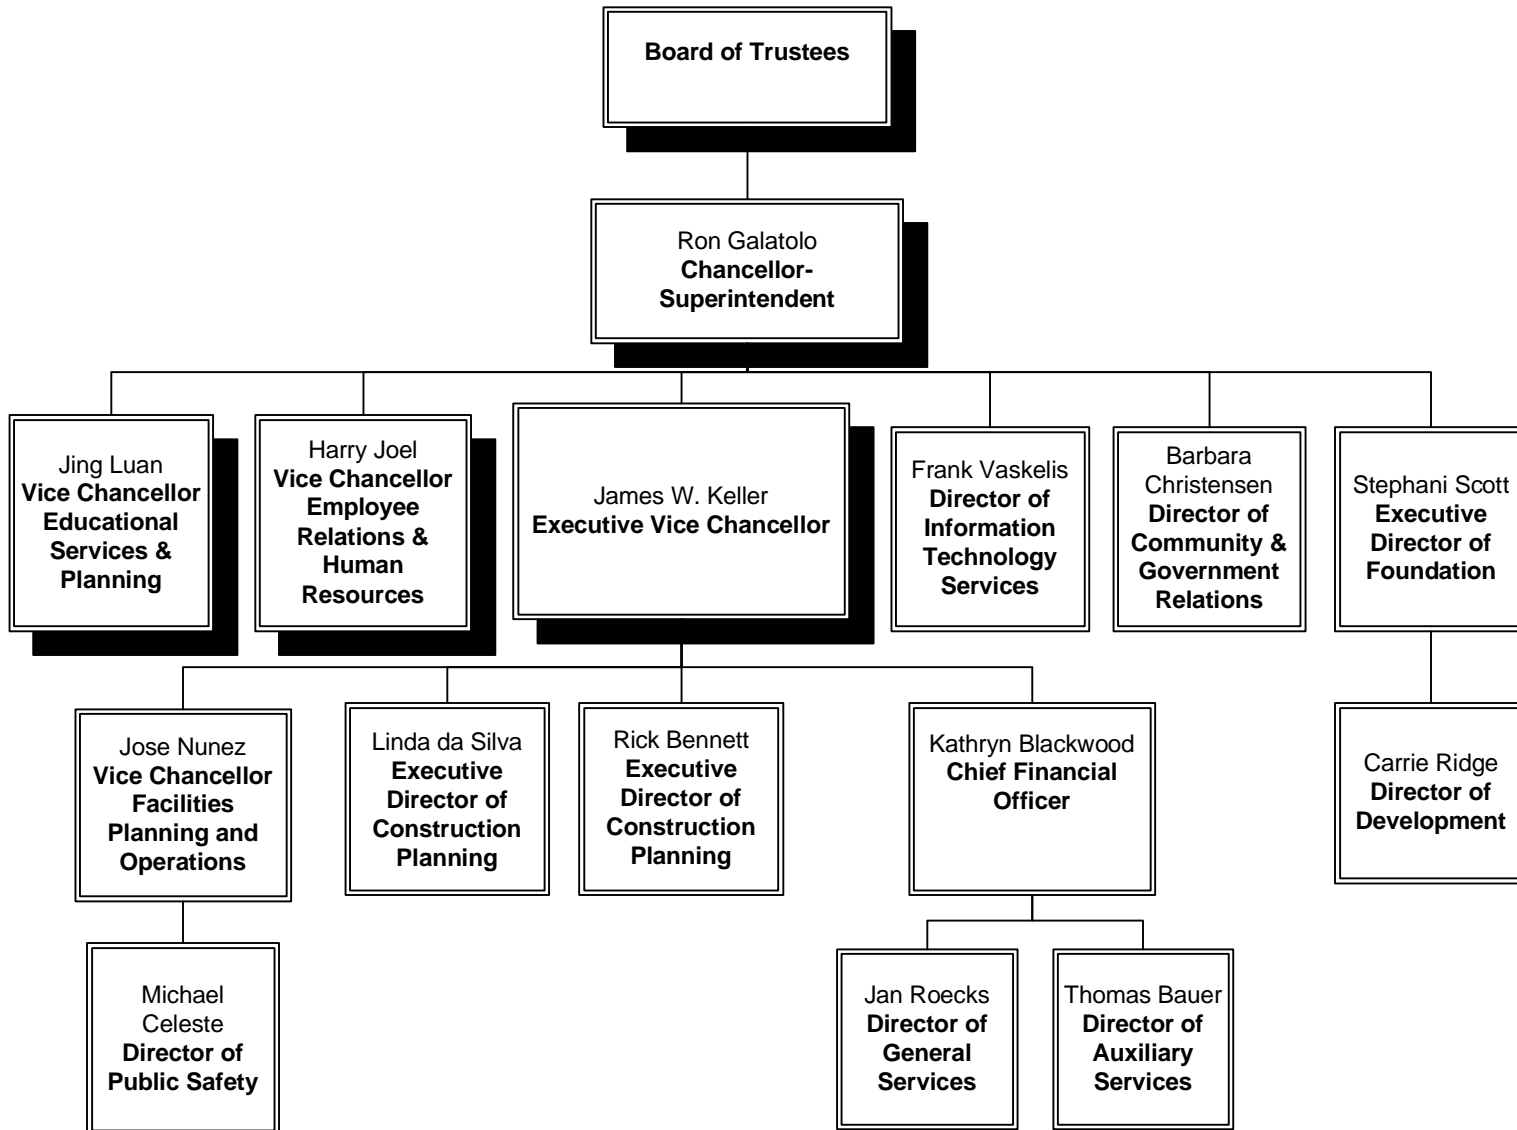 Board of Trustees
Ron Galatolo
Chancellor-
Superintendent
Jing Luan
Vice Chancellor
Educational
Services &
Planning
Harry Joel
Vice Chancellor
Employee
Relations &
Human
Resources
James W. Keller
Executive Vice Chancellor
Frank Vaskelis
Director of
Information
Technology
Services
Barbara
Christensen
Director of
Community &
Government
Relations
Stephani Scott
Executive
Director of
Foundation
Jose Nunez
Vice Chancellor
Facilities
Planning and
Operations
Linda da Silva
Executive
Director of
Construction
Planning
Rick Bennett
Executive
Director of
Construction
Planning
Kathryn Blackwood
Chief Financial
Officer
Carrie Ridge
Director of
Development
Michael
Celeste
Director of
Public Safety
Jan Roecks
Director of
General
Services
Thomas Bauer
Director of
Auxiliary
Services